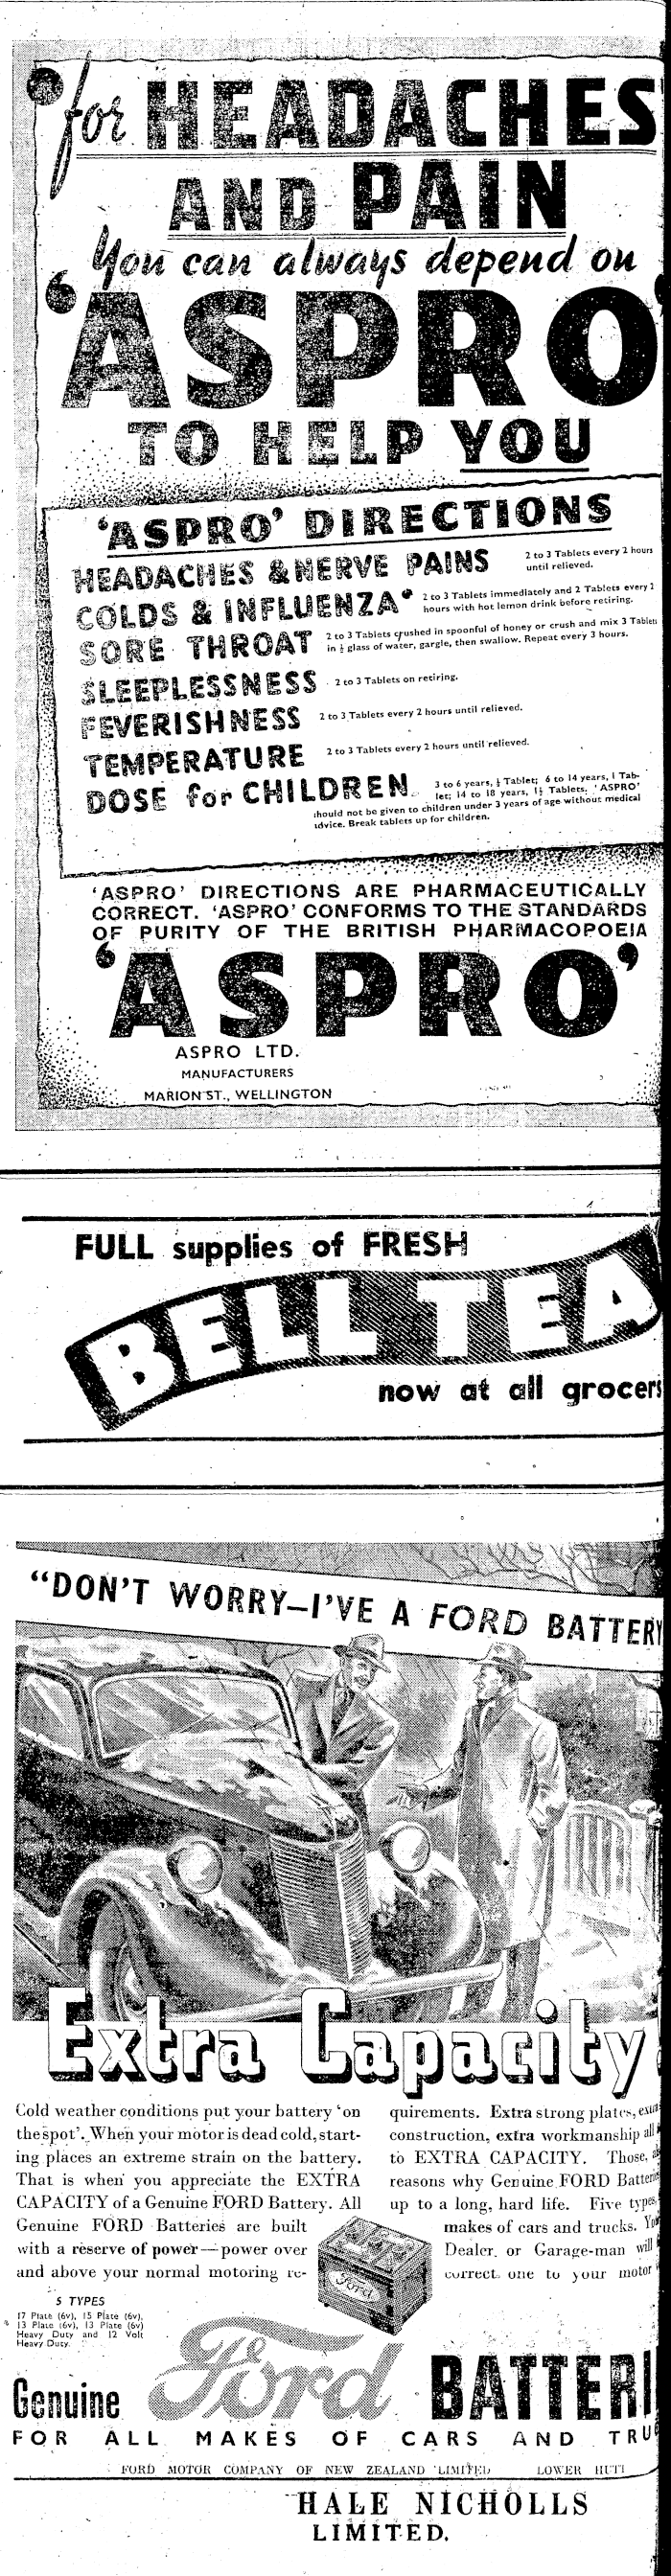 for HEADACHES
AND PAIN
You can always depend on
'ASPRO'
TO HELP YOU
'ASPRO' DIRECTIONS
HEADACHES & NERVE PAINS 2 to 3 Tablets every 2 hours
until relieved.
COLDS & INFLUENZA 2 to 3 Tablets immediately and 2 Tablets every 2
hours with hot lemon drink before retiring.
SORE THROAT 2 to 3 Tablets crushed in spoonful of honey or crush and mix 3 Tablets
in ½ glass of water, gargle, then swallow. Repeat every 3 hours.
SLEEPLESSNESS 2 to 3 Tablets on retiring.
FEVERISHNESS 2 to 3 Tablets every 2 hours until relieved.
TEMPERATURE 2 to 3 Tablets every 2 hours until relieved.
DOSE for CHILDREN 3 to 6 years, ½ Tablet; 6 to 14 years, 1 Tab-
let; 14 to 18 years, 1½ Tablets. 'ASPRO'
should not be given to children under 3 years of age without medical
advice. Break tablets up for children.
'ASPRO' DIRECTIONS ARE PHARMACEUTICALLY
CORRECT. 'ASPRO' CONFORMS TO THE STANDARDS
OF PURITY OF THE BRITISH PHARMACOPOEIA
'ASPRO'
ASPRO LTD.
MANUFACTURERS
MARION ST., WELLINGTON
FULL supplies of FRESH
BELL TEA
now at all grocers
"DON'T WORRY—I'VE A FORD BATTERY
Extra Capacity
Cold weather conditions put your battery 'on
the spot'. When your motor is dead cold, start-
ing places an extreme strain on the battery.
That is when you appreciate the EXTRA
CAPACITY of a Genuine FORD Battery. All
Genuine FORD Batteries are built
with a reserve of power—power over
and above your normal motoring re-
quirements. Extra strong plates, extra
construction, extra workmanship all
to EXTRA CAPACITY. Those,
reasons why Genuine FORD Batteries
up to a long, hard life. Five types,
makes of cars and trucks.
Dealer or Garage-man will
correct one to your motor
5 TYPES
17 Plate (6v), 15 Plate (6v),
13 Plate (6v), 13 Plate (6v)
Heavy Duty and 12 Volt
Heavy Duty.
Ford
Genuine Ford BATTERI
FOR ALL MAKES OF CARS AND TRU
FORD MOTOR COMPANY OF NEW ZEALAND LIMITED LOWER HUTT
HALE NICHOLLS
LIMITED.